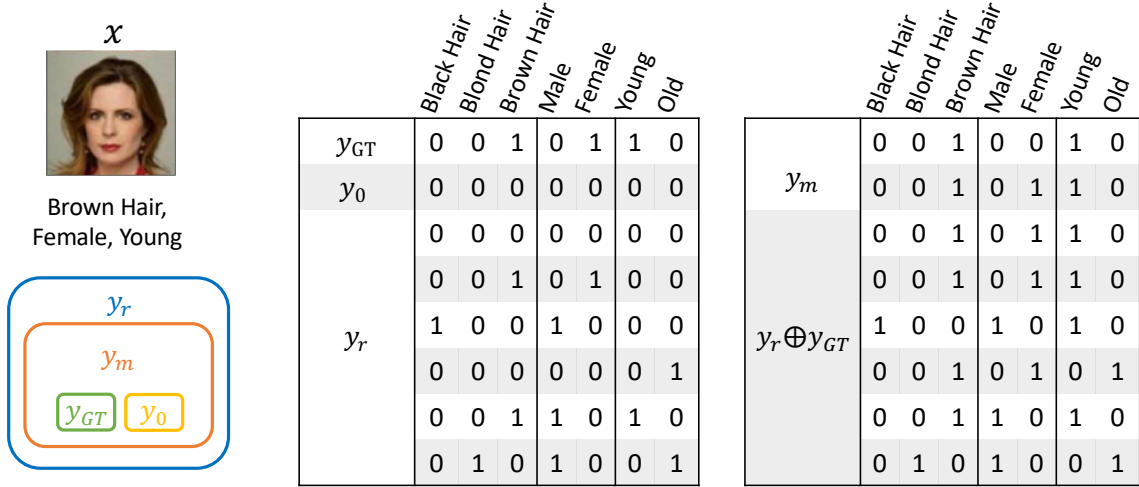 x
Brown Hair,
Female, Young
y_r
y_m
y_GT y_0
Black Hair Blond Hair Brown Hair Male Female Young Old
y_GT 0 0 1 0 1 1 0
y_0 0 0 0 0 0 0 0
y_r
0 0 0 0 0 0 0
0 0 1 0 1 0 0
1 0 0 1 0 0 0
0 0 0 0 0 0 1
0 0 1 1 0 1 0
0 1 0 1 0 0 1
Black Hair Blond Hair Brown Hair Male Female Young Old
y_m
0 0 1 0 0 1 0
0 0 1 0 1 1 0
y_r⊕y_GT
0 0 1 0 1 1 0
0 0 1 0 1 1 0
1 0 0 1 0 1 0
0 0 1 0 1 0 1
0 0 1 1 0 1 0
0 1 0 1 0 0 1